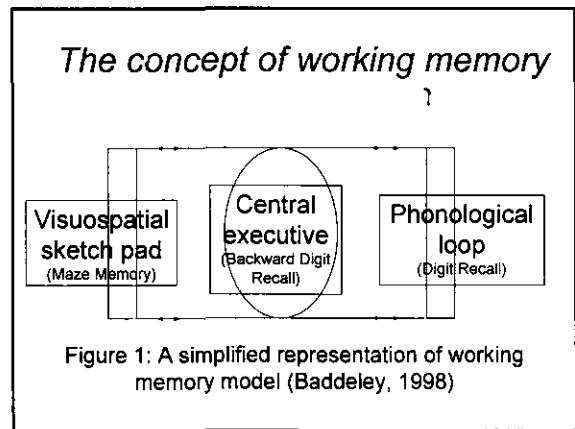 The concept of working memory
Visuospatial
sketch pad
(Maze Memory)
Central
executive
(Backward Digit
Recall)
Phonological
loop
(Digit Recall)
Figure 1: A simplified representation of working
memory model (Baddeley, 1998)